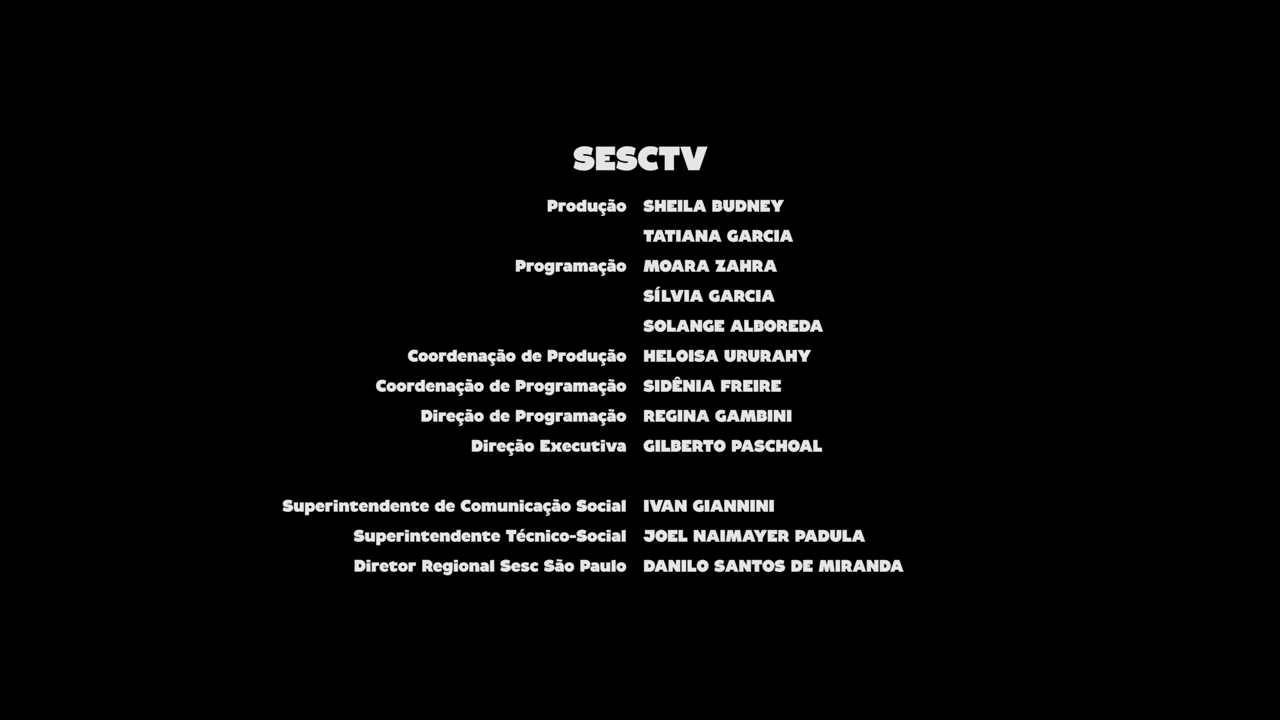 SESCTV
Produção SHEILA BUDNEY
TATIANA GARCIA
Programação MOARA ZAHRA
SÍLVIA GARCIA
SOLANGE ALBOREDA
Coordenação de Produção HELOISA URURAHY
Coordenação de Programação SIDÊNIA FREIRE
Direção de Programação REGINA GAMBINI
Direção Executiva GILBERTO PASCHOAL
Superintendente de Comunicação Social IVAN GIANNINI
Superintendente Técnico-Social JOEL NAIMAYER PADULA
Diretor Regional Sesc São Paulo DANILO SANTOS DE MIRANDA